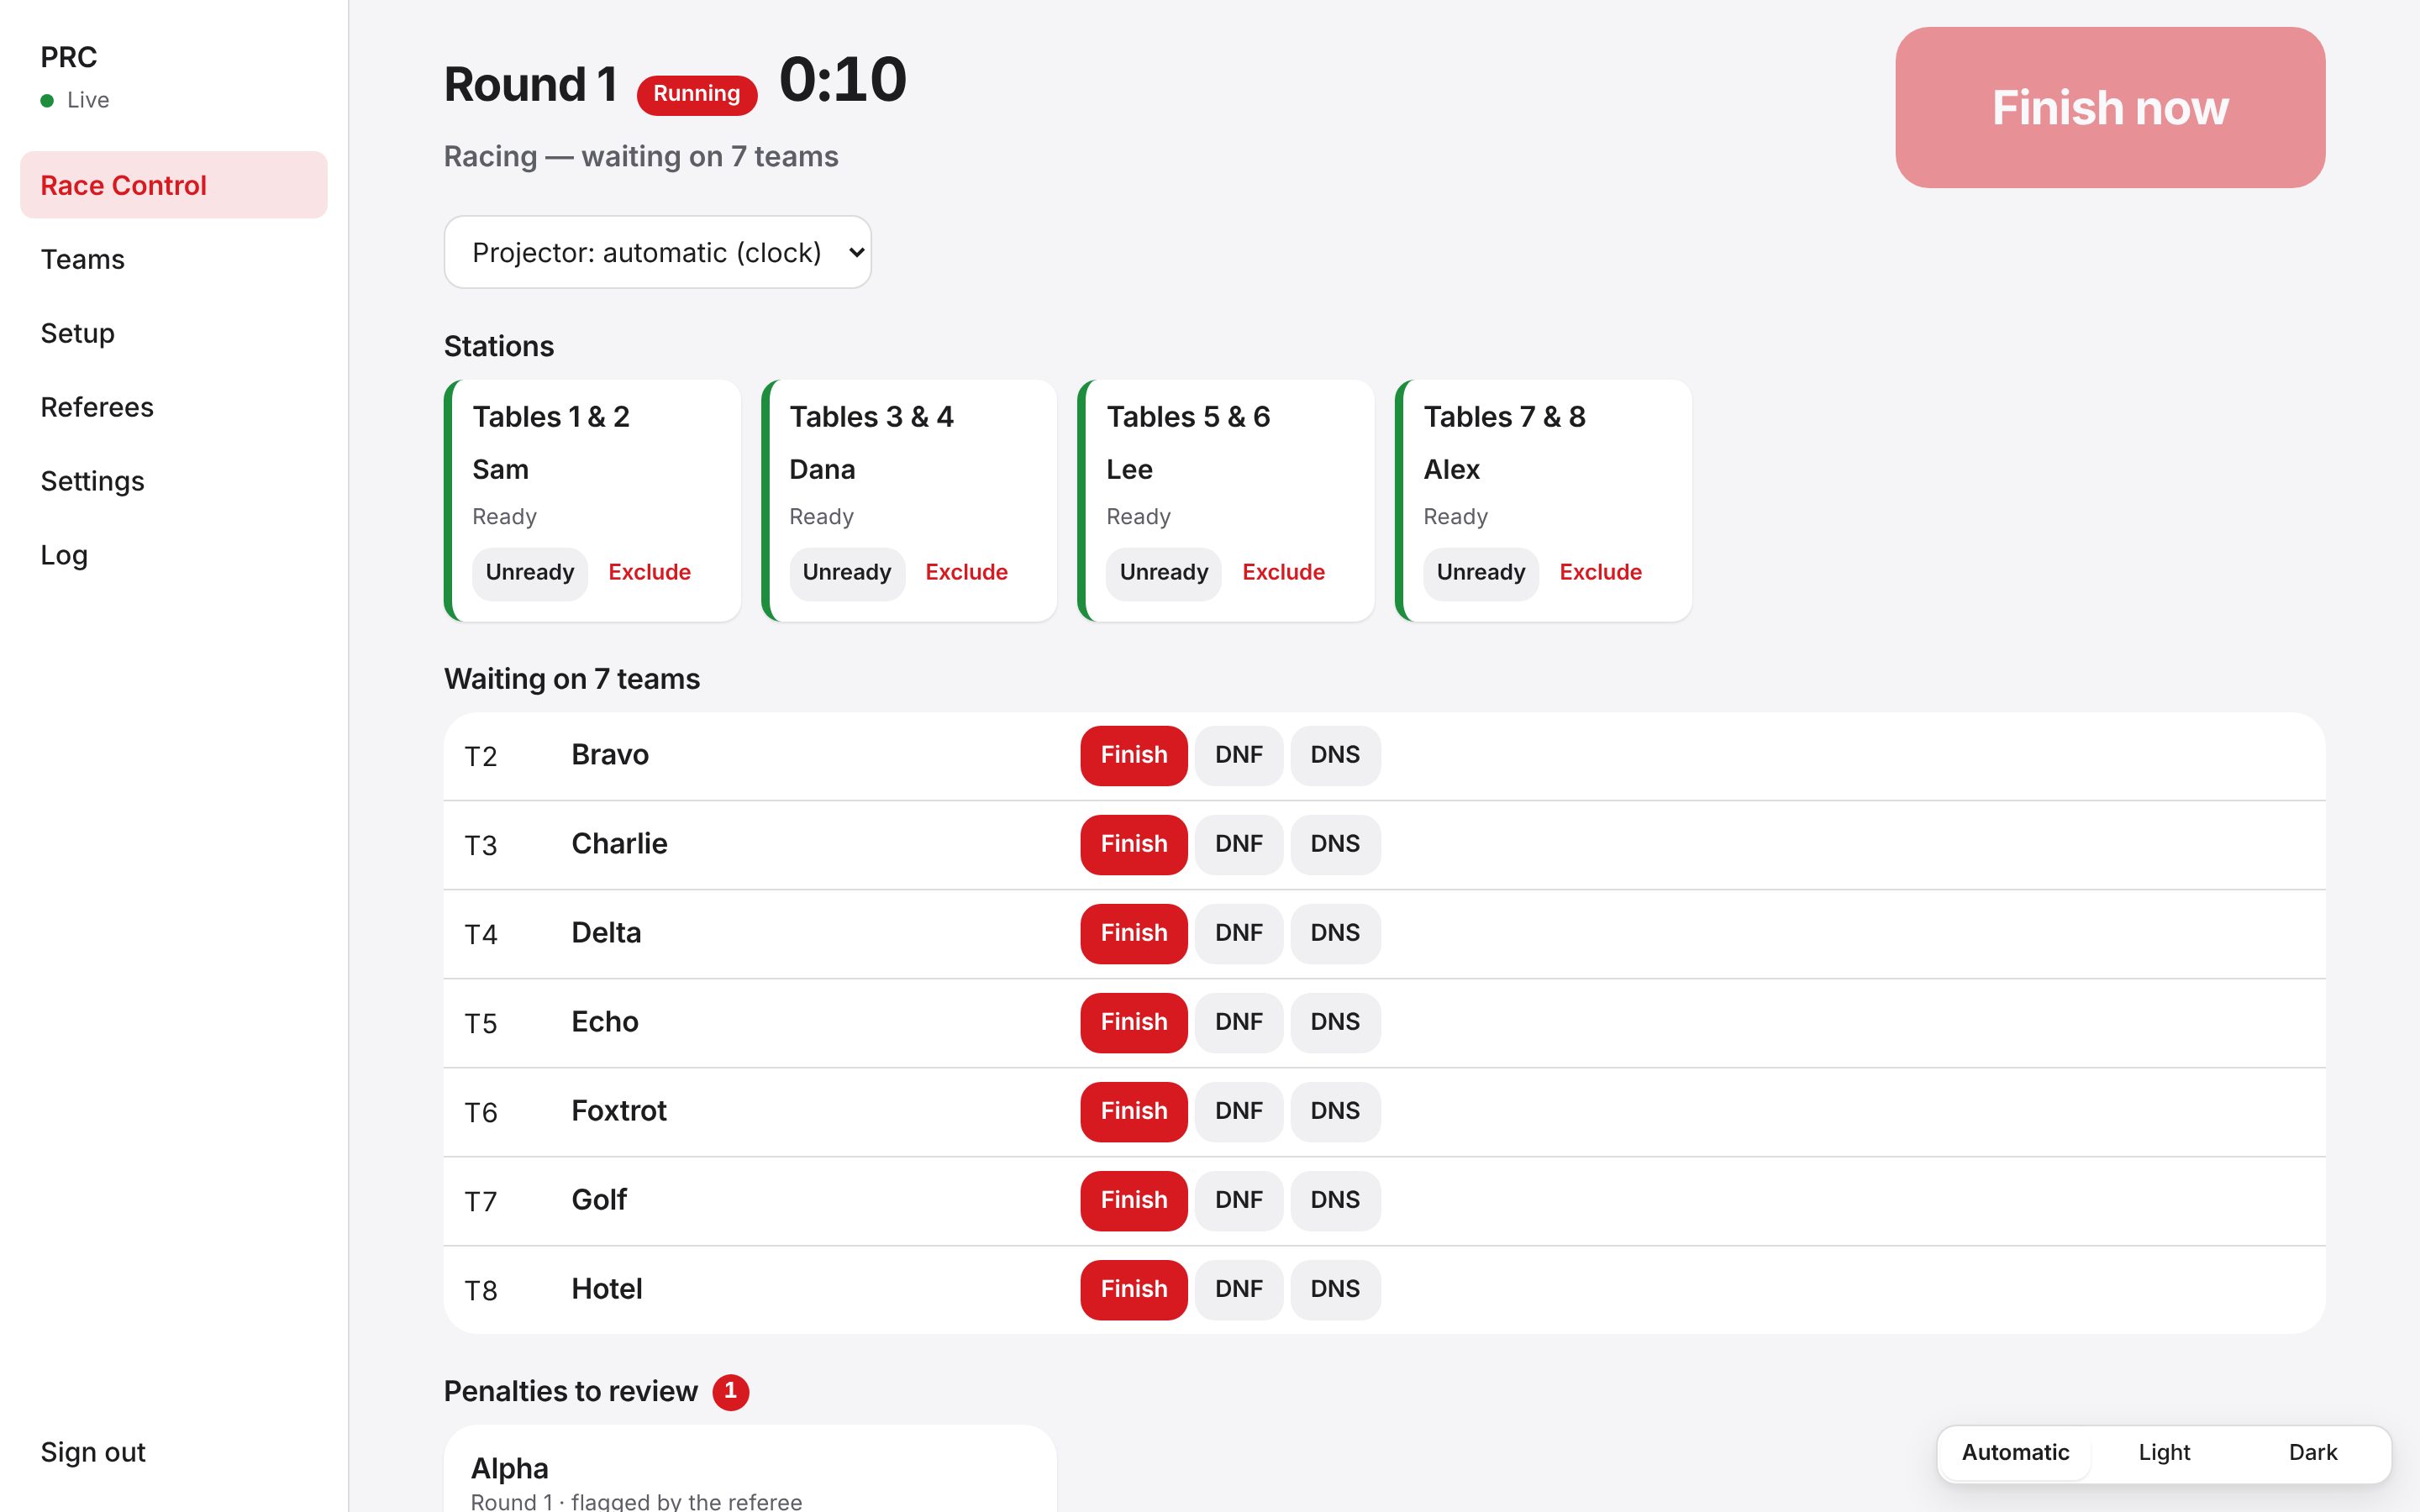 PRC
Live
Race Control
Teams
Setup
Referees
Settings
Log
Sign out
Round 1 Running 0:10
Finish now
Racing — waiting on 7 teams
Projector: automatic (clock)
Stations
Tables 1 & 2
Sam
Ready
Unready Exclude
Tables 3 & 4
Dana
Ready
Unready Exclude
Tables 5 & 6
Lee
Ready
Unready Exclude
Tables 7 & 8
Alex
Ready
Unready Exclude
Waiting on 7 teams
T2 Bravo Finish DNF DNS
T3 Charlie Finish DNF DNS
T4 Delta Finish DNF DNS
T5 Echo Finish DNF DNS
T6 Foxtrot Finish DNF DNS
T7 Golf Finish DNF DNS
T8 Hotel Finish DNF DNS
Penalties to review 1
Alpha
Round 1 · flagged by the referee
Automatic Light Dark